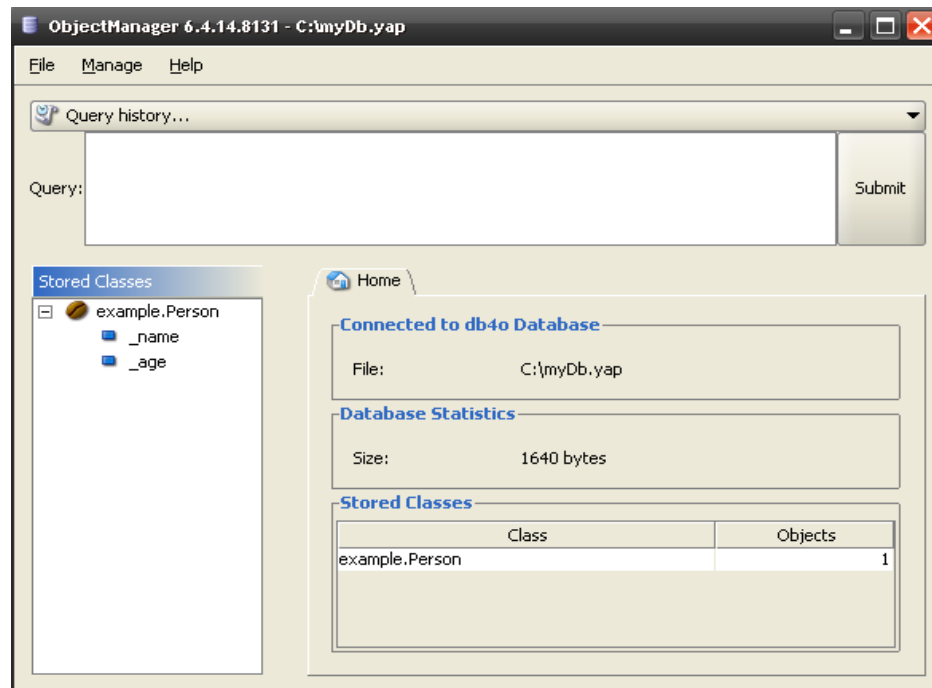 ObjectManager 6.4.14.8131 - C:\myDb.yap
File Manage Help
Query history...
Query:
Submit
Stored Classes
example.Person
_name
_age
Home
Connected to db4o Database
File: C:\myDb.yap
Database Statistics
Size: 1640 bytes
Stored Classes
Class Objects
example.Person 1